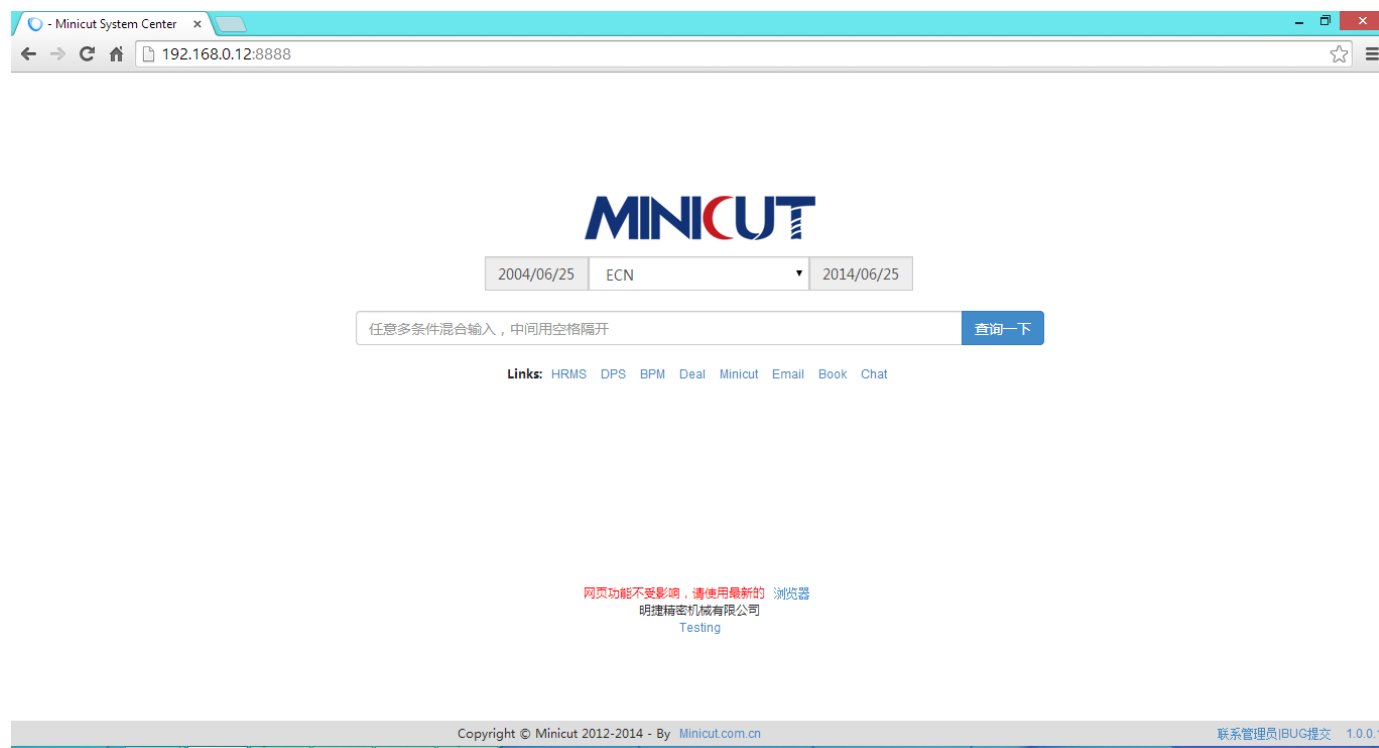 - Minicut System Center
192.168.0.12:8888
MINICUT
2004/06/25 ECN 2014/06/25
任意多条件混合输入，中间用空格隔开 查询一下
Links: HRMS DPS BPM Deal Minicut Email Book Chat
网页功能不受影响，请使用最新的 浏览器
明捷精密机械有限公司
Testing
Copyright © Minicut 2012-2014 - By Minicut.com.cn 联系管理员|BUG提交 1.0.0.